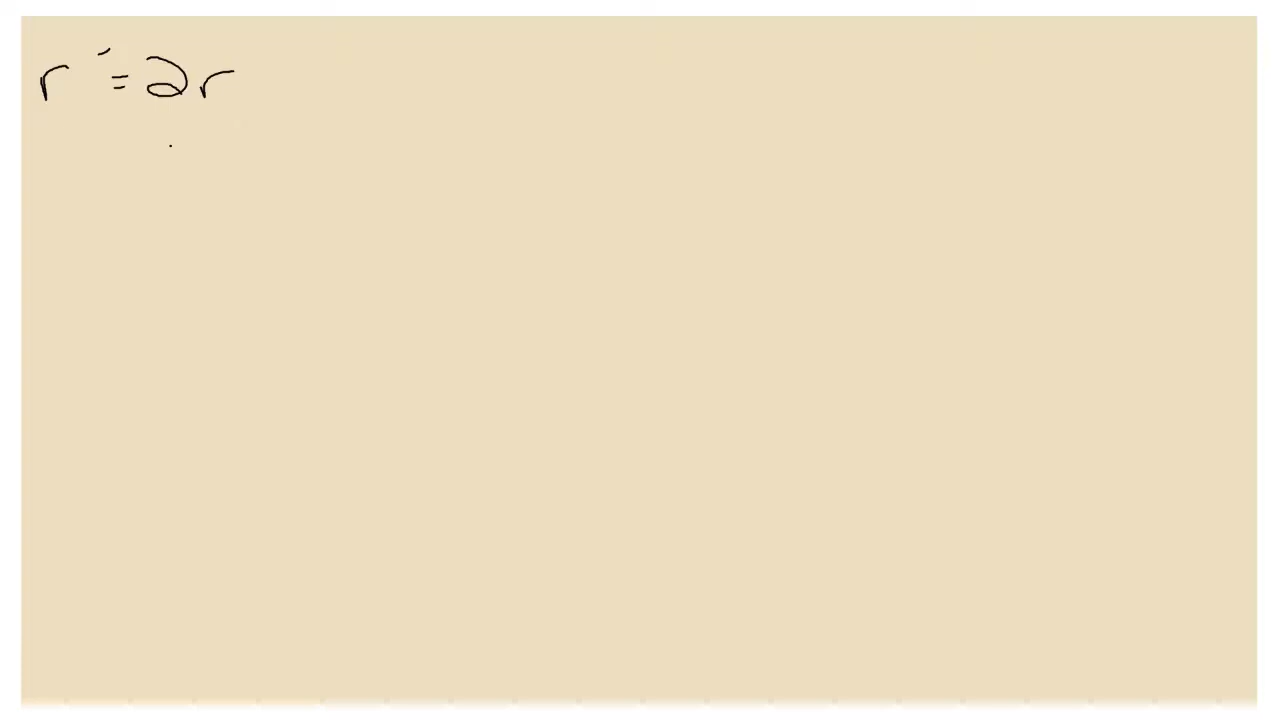 r' = 2r